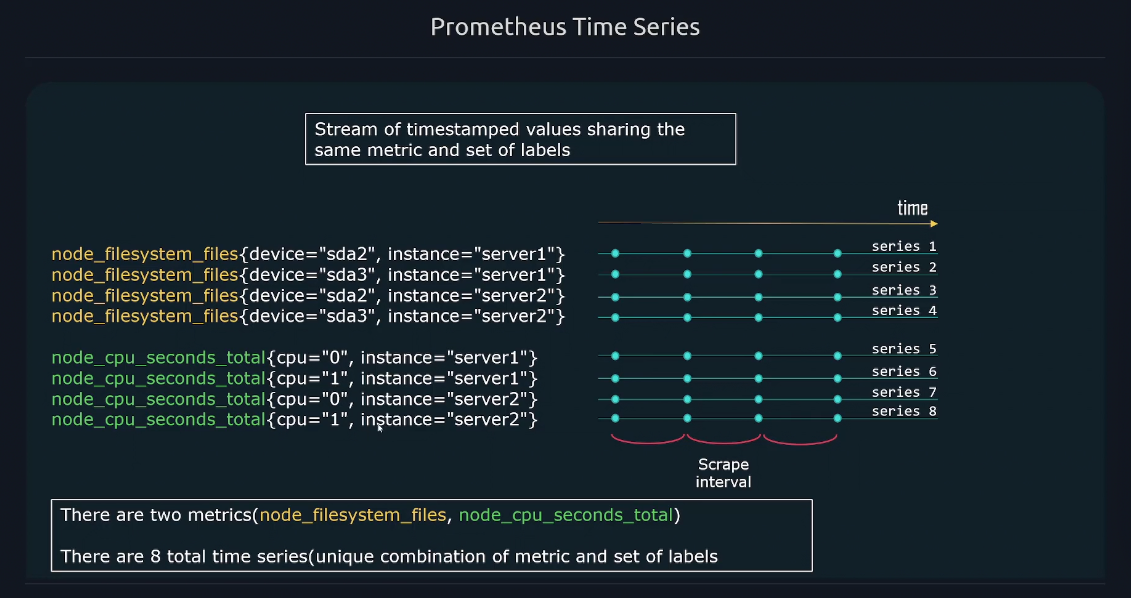 Prometheus Time Series
Stream of timestamped values sharing the
same metric and set of labels
time
node_filesystem_files{device="sda2", instance="server1"}
series 1
node_filesystem_files{device="sda3", instance="server1"}
series 2
node_filesystem_files{device="sda2", instance="server2"}
series 3
node_filesystem_files{device="sda3", instance="server2"}
series 4
node_cpu_seconds_total{cpu="0", instance="server1"}
series 5
node_cpu_seconds_total{cpu="1", instance="server1"}
series 6
node_cpu_seconds_total{cpu="0", instance="server2"}
series 7
node_cpu_seconds_total{cpu="1", instance="server2"}
series 8
Scrape
interval
There are two metrics(node_filesystem_files, node_cpu_seconds_total)
There are 8 total time series(unique combination of metric and set of labels